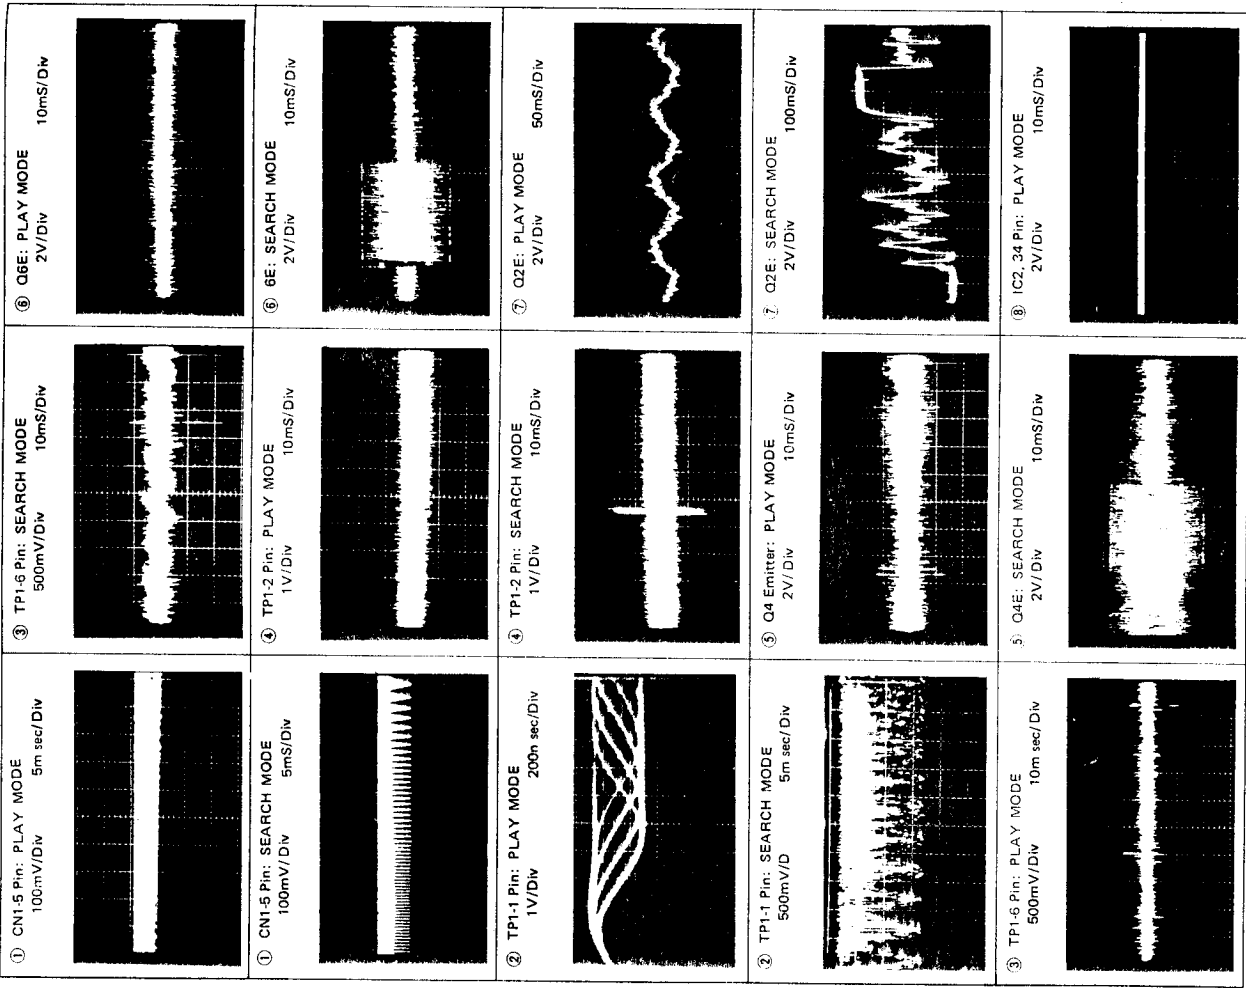 ① CN1-5 Pin: PLAY MODE
100mV/Div 5m sec/Div
① CN1-5 Pin: SEARCH MODE
100mV/Div 5mS/Div
② TP1-1 Pin: PLAY MODE
1V/Div 200n sec/Div
② TP1-1 Pin: SEARCH MODE
500mV/D 5m sec/Div
③ TP1-6 Pin: PLAY MODE
500mV/Div 10m sec/Div
③ TP1-6 Pin: SEARCH MODE
500mV/Div 10mS/Div
④ TP1-2 Pin: PLAY MODE
1V/Div 10mS/Div
④ TP1-2 Pin: SEARCH MODE
1V/Div 10mS/Div
⑤ Q4 Emitter: PLAY MODE
2V/Div 10mS/Div
⑤ Q4E: SEARCH MODE
2V/Div 10mS/Div
⑥ Q6E: PLAY MODE
2V/Div 10mS/Div
⑥ 6E: SEARCH MODE
2V/Div 10mS/Div
⑦ Q2E: PLAY MODE
2V/Div 50mS/Div
⑦ Q2E: SEARCH MODE
2V/Div 100mS/Div
⑧ IC2, 34 Pin: PLAY MODE
2V/Div 10mS/Div